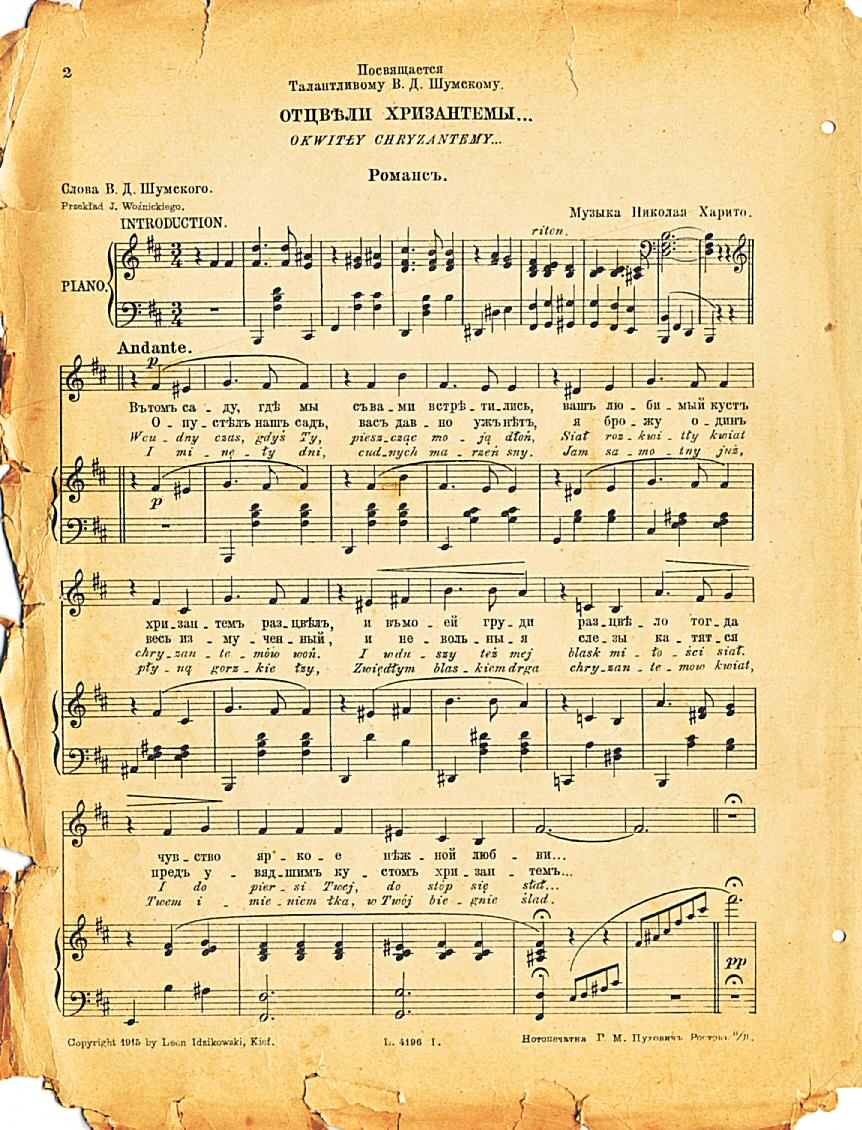 2
Посвящается
Талантливому В. Д. Шумскому.
ОТЦВѢЛИ ХРИЗАНТЕМЫ...
OKWITŁY CHRYZANTEMY...
Романсъ.
Слова В. Д. Шумского.
Przekład J. Woźnickiego.
Музыка Николая Харито.
INTRODUCTION.
riten.
PIANO.
Andante.
p
Въ томъ са - ду, гдѣ мы съ ва - ми встрѣ - ти - лись, вашъ лю - би - мый кустъ
О - пу - стѣлъ нашъ садъ, васъ дав - но ужъ нѣтъ, я бро - жу о - динъ
Wcu - dny czas, gdyś Ty, piesz - cząc mo - ją dłoń, Siał roz - kwi - tły kwiat
I mi - nę - ły dni, cud - nych ma - rzeń sny. Jam sa - mo - tny już,
p
хри - зан - темъ раз - цвѣлъ, и въ мо - ей гру - ди раз - цвѣ - ло тог - да
весь из - му - чен - ный, и не - воль - ны - я сле - зы ка - тят - ся
chry - zan - te - mów woń. I wdu - szy też mej blask mi - ło - ści siał.
pły - ną gorz - kie łzy, Zwiędłym blas - kiem drga chry - zan - te - mów kwiat,
чув - ство яр - ко - е нѣж - ной люб - ви...
предъ у - вяд - шимъ ку - стомъ хри - зан - темъ...
I do pier - si Twej, do stóp się słał...
Twem i - mie - niem łka, w Twój bie - gnie ślad.
pp
Copyright 1915 by Leon Idzikowski, Kief.
L. 4196 I.
Нотопечатня Г. М. Пуховичъ Ростовъ н/Д.